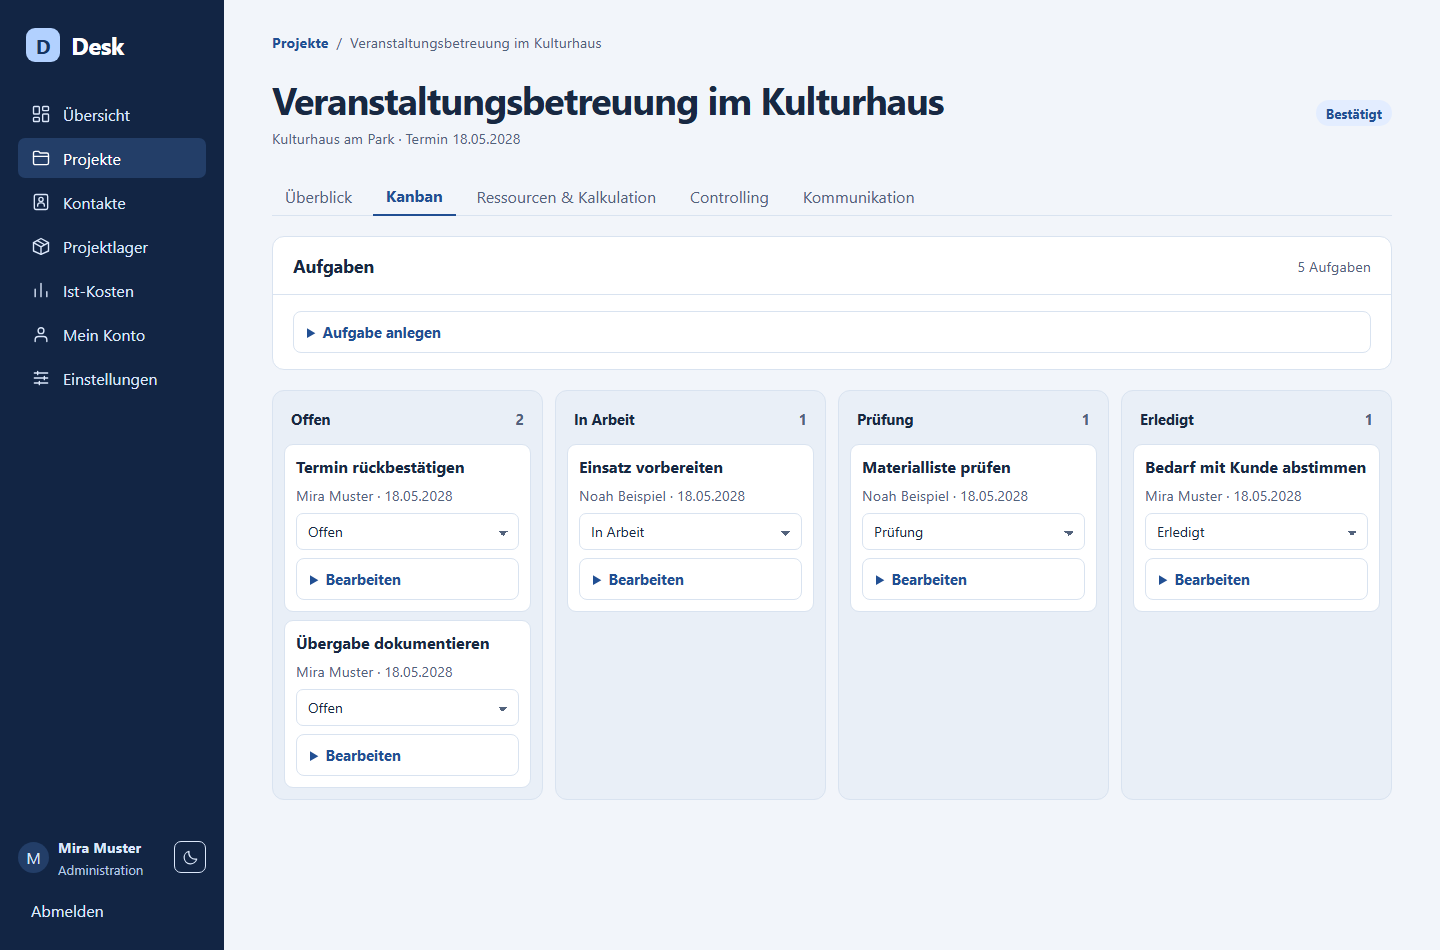 D Desk
Übersicht
Projekte
Kontakte
Projektlager
Ist-Kosten
Mein Konto
Einstellungen
M Mira Muster
Administration
Abmelden
Projekte / Veranstaltungsbetreuung im Kulturhaus
Veranstaltungsbetreuung im Kulturhaus
Bestätigt
Kulturhaus am Park · Termin 18.05.2028
Überblick Kanban Ressourcen & Kalkulation Controlling Kommunikation
Aufgaben 5 Aufgaben
Aufgabe anlegen
Offen 2
Termin rückbestätigen
Mira Muster · 18.05.2028
Offen
Bearbeiten
Übergabe dokumentieren
Mira Muster · 18.05.2028
Offen
Bearbeiten
In Arbeit 1
Einsatz vorbereiten
Noah Beispiel · 18.05.2028
In Arbeit
Bearbeiten
Prüfung 1
Materialliste prüfen
Noah Beispiel · 18.05.2028
Prüfung
Bearbeiten
Erledigt 1
Bedarf mit Kunde abstimmen
Mira Muster · 18.05.2028
Erledigt
Bearbeiten